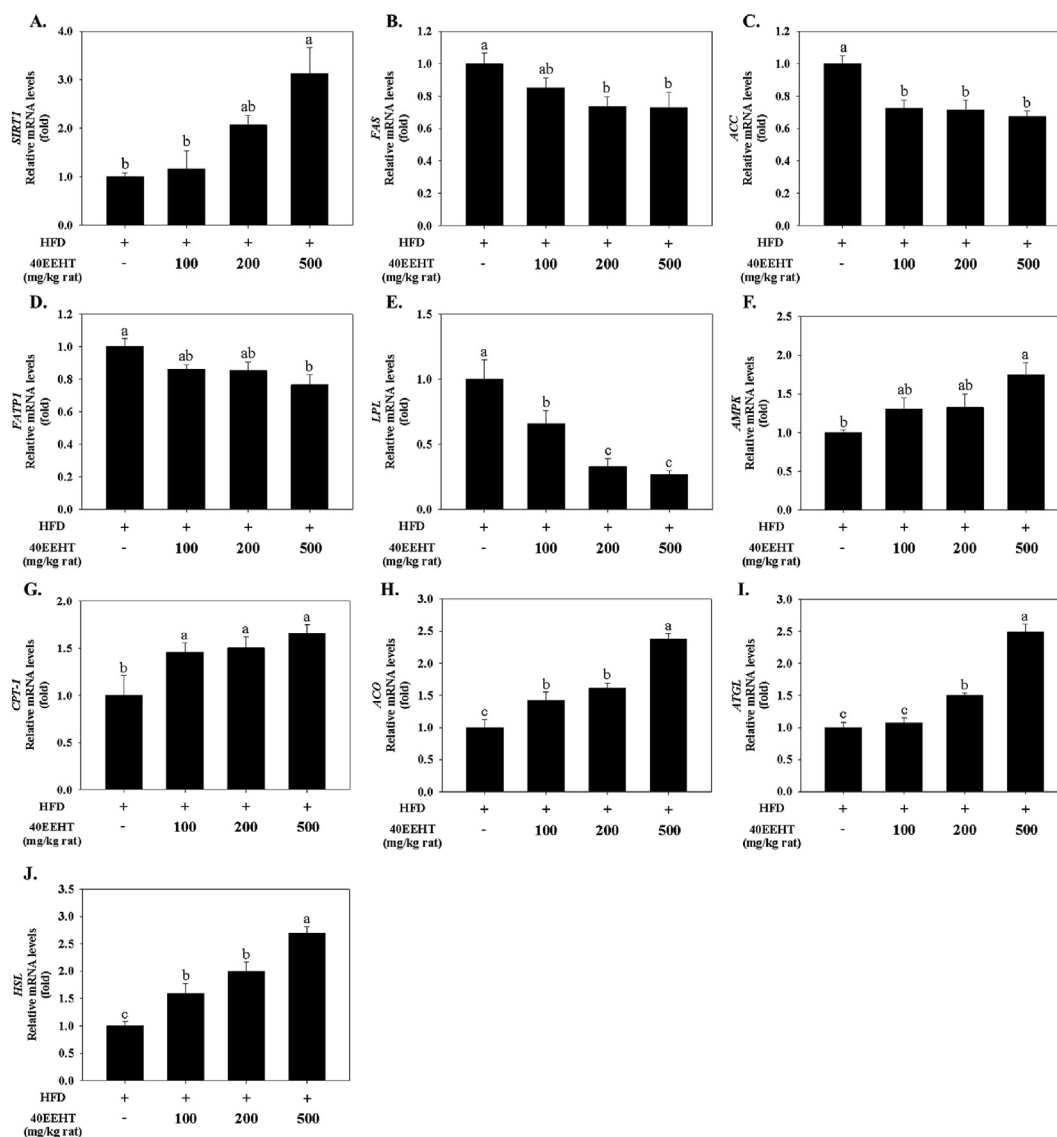 A.
SIRT1
Relative mRNA levels
(fold)
4.0
3.0
2.0
1.0
0.0
b
b
ab
a
HFD + + + +
40EEHT - 100 200 500
(mg/kg rat)
B.
FAS
Relative mRNA levels
(fold)
1.2
1.0
0.8
0.6
0.4
0.2
0.0
a
ab
b
b
HFD + + + +
40EEHT - 100 200 500
(mg/kg rat)
C.
ACC
Relative mRNA levels
(fold)
1.2
1.0
0.8
0.6
0.4
0.2
0.0
a
b
b
b
HFD + + + +
40EEHT - 100 200 500
(mg/kg rat)
D.
FATP1
Relative mRNA levels
(fold)
1.2
1.0
0.8
0.6
0.4
0.2
0.0
a
ab
ab
b
HFD + + + +
40EEHT - 100 200 500
(mg/kg rat)
E.
LPL
Relative mRNA levels
(fold)
1.5
1.0
0.5
0.0
a
b
c
c
HFD + + + +
40EEHT - 100 200 500
(mg/kg rat)
F.
AMPK
Relative mRNA levels
(fold)
2.5
2.0
1.5
1.0
0.5
0.0
b
ab
ab
a
HFD + + + +
40EEHT - 100 200 500
(mg/kg rat)
G.
CPT-1
Relative mRNA levels
(fold)
2.0
1.5
1.0
0.5
0.0
b
a
a
a
HFD + + + +
40EEHT - 100 200 500
(mg/kg rat)
H.
ACO
Relative mRNA levels
(fold)
3.0
2.5
2.0
1.5
1.0
0.5
0.0
c
b
b
a
HFD + + + +
40EEHT - 100 200 500
(mg/kg rat)
I.
ATGL
Relative mRNA levels
(fold)
3.0
2.5
2.0
1.5
1.0
0.5
0.0
c
c
b
a
HFD + + + +
40EEHT - 100 200 500
(mg/kg rat)
J.
HSL
Relative mRNA levels
(fold)
3.5
3.0
2.5
2.0
1.5
1.0
0.5
0.0
c
b
b
a
HFD + + + +
40EEHT - 100 200 500
(mg/kg rat)